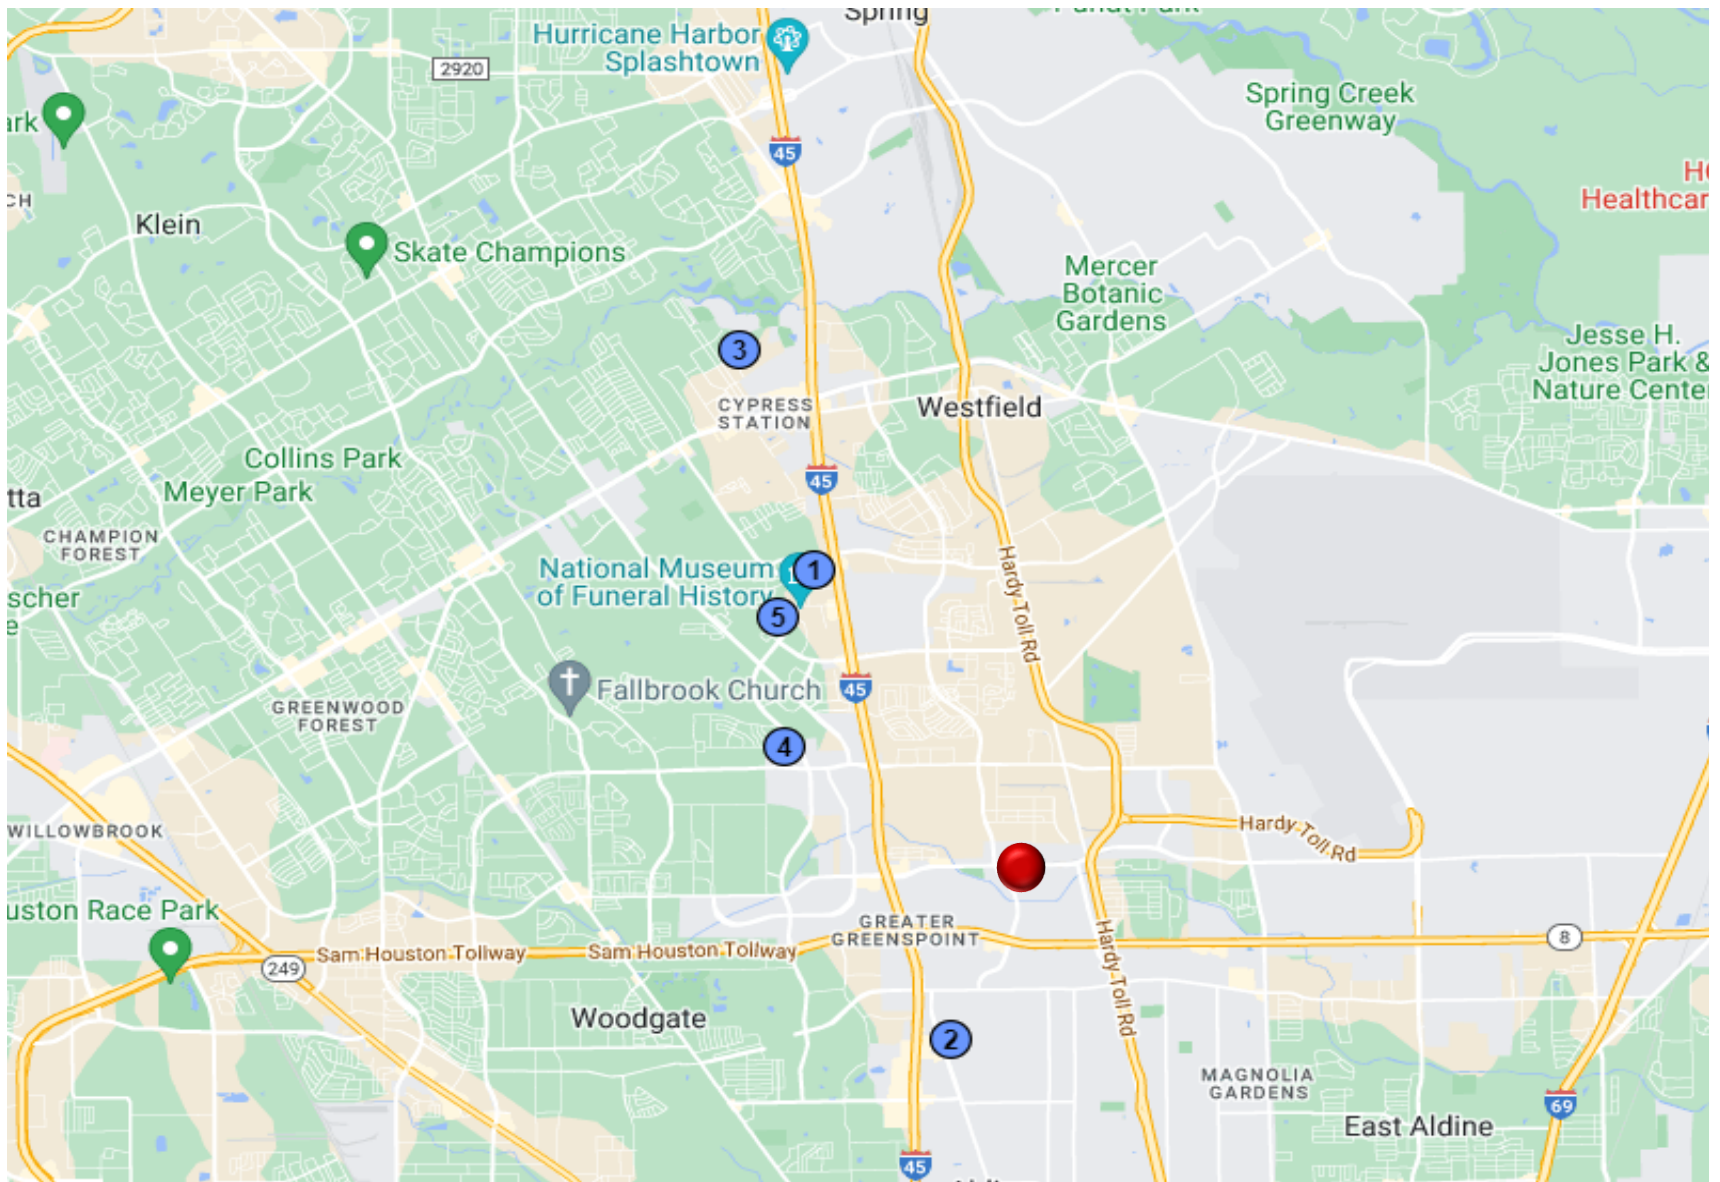 Spring
Hurricane Harbor
Splashtown
2920
Spring Creek
Greenway
45
Klein
Skate Champions
Mercer
Botanic
Gardens
Jesse H.
Jones Park &
Nature Center
3
CYPRESS
STATION
Westfield
Collins Park
Meyer Park
45
CHAMPION
FOREST
National Museum
of Funeral History
1
5
Hardy Toll Rd
Fallbrook Church
45
GREENWOOD
FOREST
4
WILLOWBROOK
Hardy Toll Rd
uston Race Park
GREATER
GREENSPOINT
Sam Houston Tollway
Sam Houston Tollway
249
8
Hardy Toll Rd
Woodgate
2
MAGNOLIA
GARDENS
69
East Aldine
45